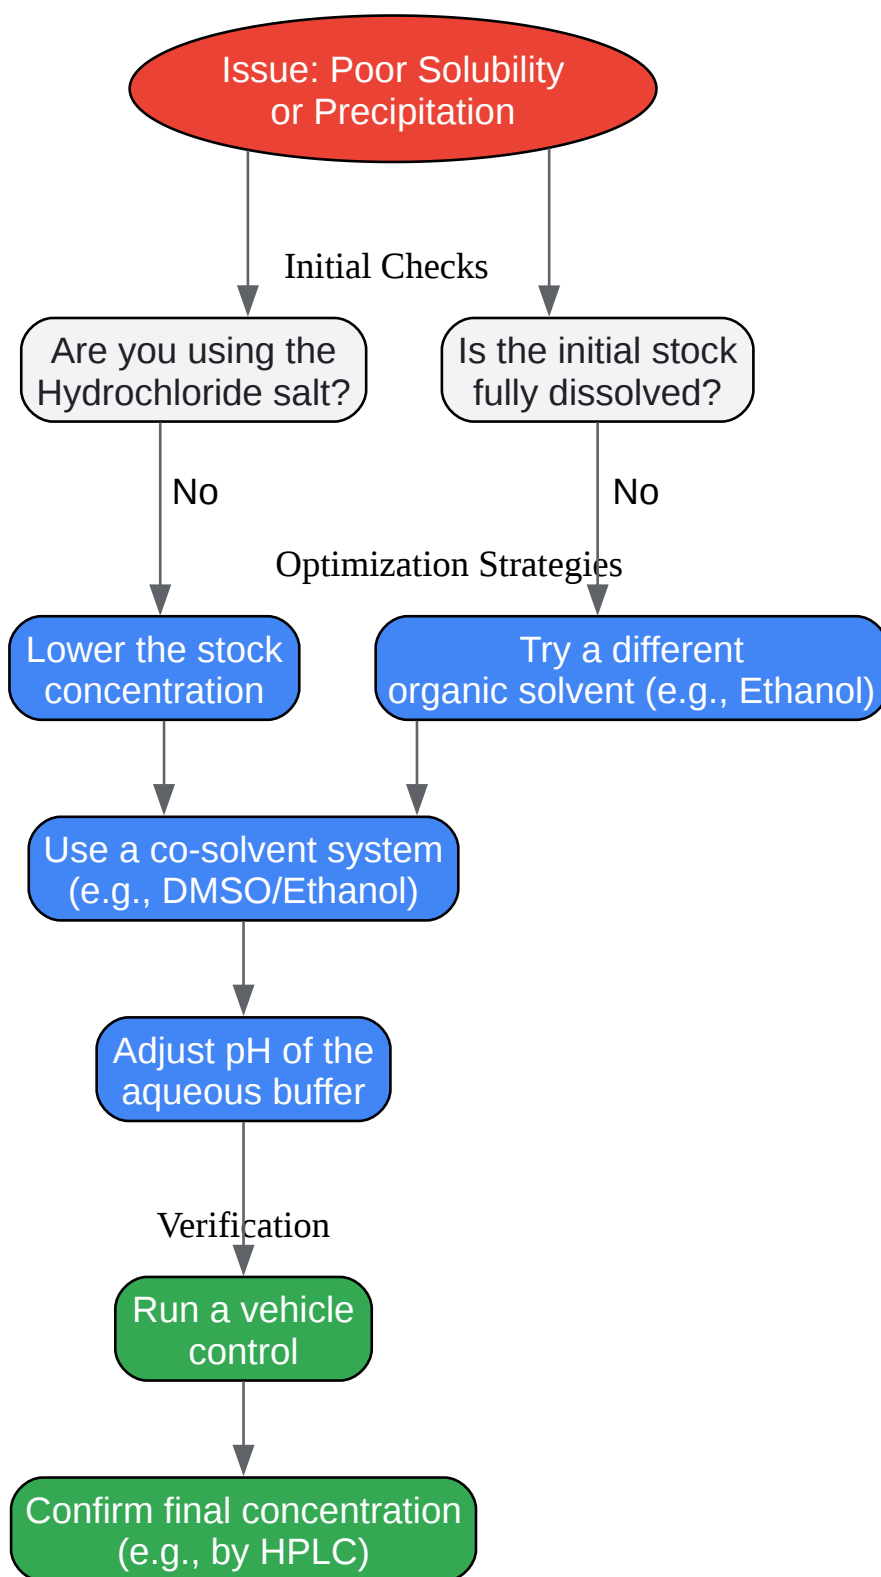 Issue: Poor Solubility
or Precipitation
Initial Checks
Are you using the
Hydrochloride salt?
Is the initial stock
fully dissolved?
No
No
Optimization Strategies
Lower the stock
concentration
Try a different
organic solvent (e.g., Ethanol)
Use a co-solvent system
(e.g., DMSO/Ethanol)
Adjust pH of the
aqueous buffer
Verification
Run a vehicle
control
Confirm final concentration
(e.g., by HPLC)